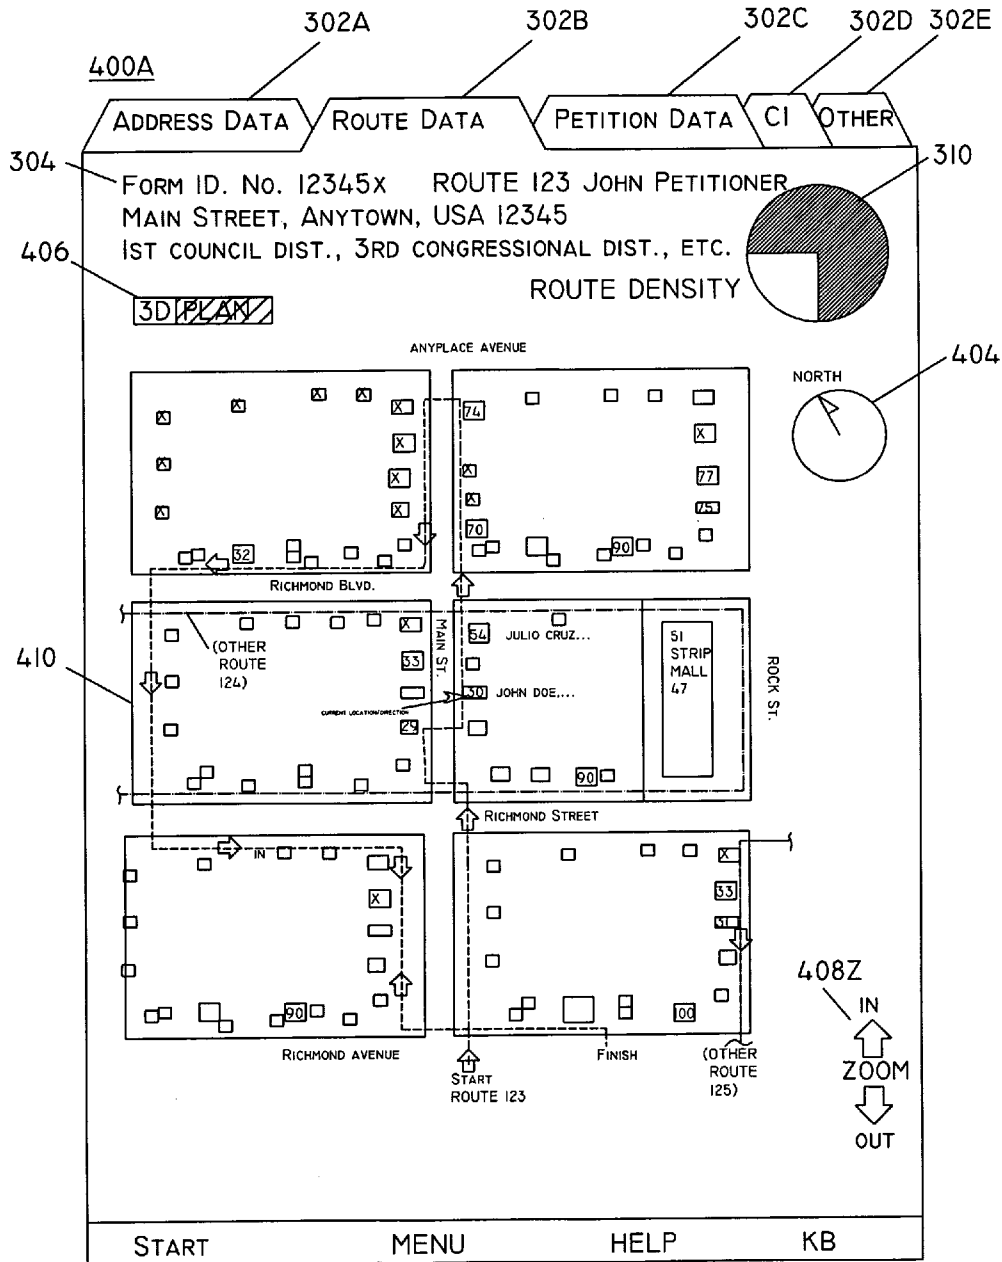 302A
302B
302C
302D
302E
400A
ADDRESS DATA
ROUTE DATA
PETITION DATA
CI
OTHER
304
310
FORM ID. NO. 12345X ROUTE 123 JOHN PETITIONER
MAIN STREET, ANYTOWN, USA 12345
1ST COUNCIL DIST., 3RD CONGRESSIONAL DIST., ETC.
406
ROUTE DENSITY
3D PLAN
ANYPLACE AVENUE
404
NORTH
X X X X X
X X X
X X X
X
74
X
X
70
X
77
75
32
90
RICHMOND BLVD.
410
(OTHER
ROUTE
124)
MAIN ST.
X
33
29
54 JULIO CRUZ...
30 JOHN DOE....
CURRENT LOCATION/DIRECTION
51
STRIP
MALL
47
ROCK ST.
90
RICHMOND STREET
IN
X
90
X
33
31
100
408Z
IN
ZOOM
OUT
RICHMOND AVENUE
START
ROUTE 123
FINISH
(OTHER
ROUTE
125)
START
MENU
HELP
KB